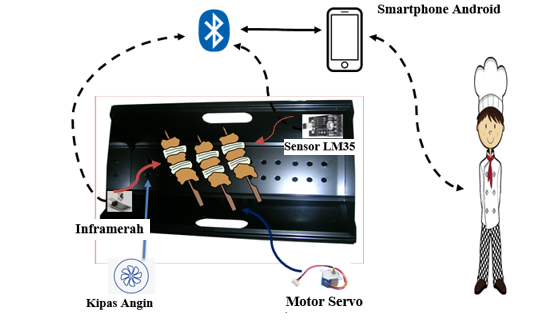 Smartphone Android
Sensor LM35
Inframerah
Kipas Angin
Motor Servo